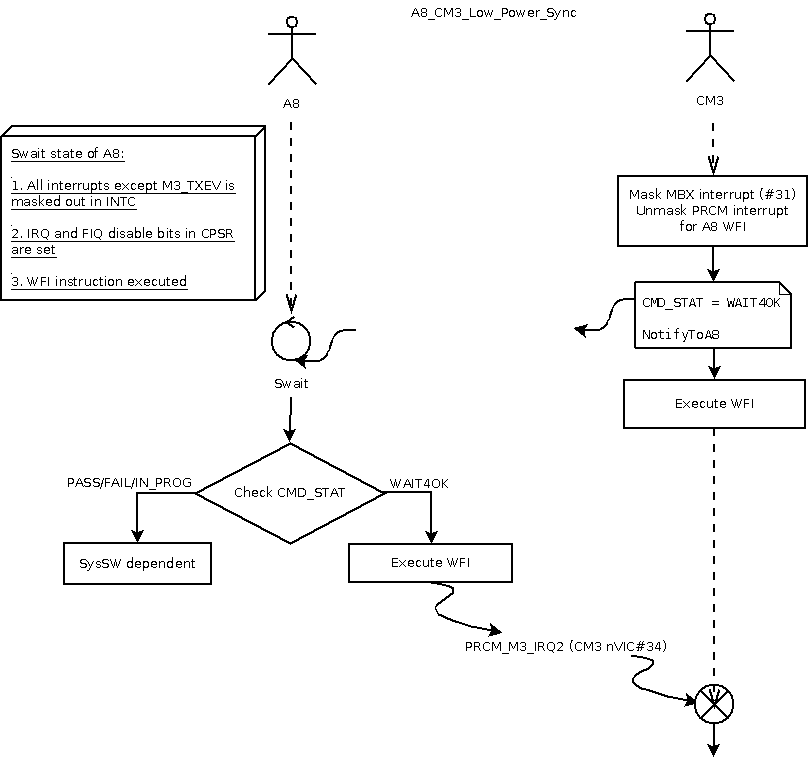 A8_CM3_Low_Power_Sync
A8
CM3
Swait state of A8:
1. All interrupts except M3_TXEV is
masked out in INTC
2. IRQ and FIQ disable bits in CPSR
are set
3. WFI instruction executed
Mask MBX interrupt (#31)
Unmask PRCM interrupt
for A8 WFI
CMD_STAT = WAIT4OK
NotifyToA8
Swait
Execute WFI
PASS/FAIL/IN_PROG
Check CMD_STAT
WAIT4OK
SysSW dependent
Execute WFI
PRCM_M3_IRQ2 (CM3 nVIC#34)